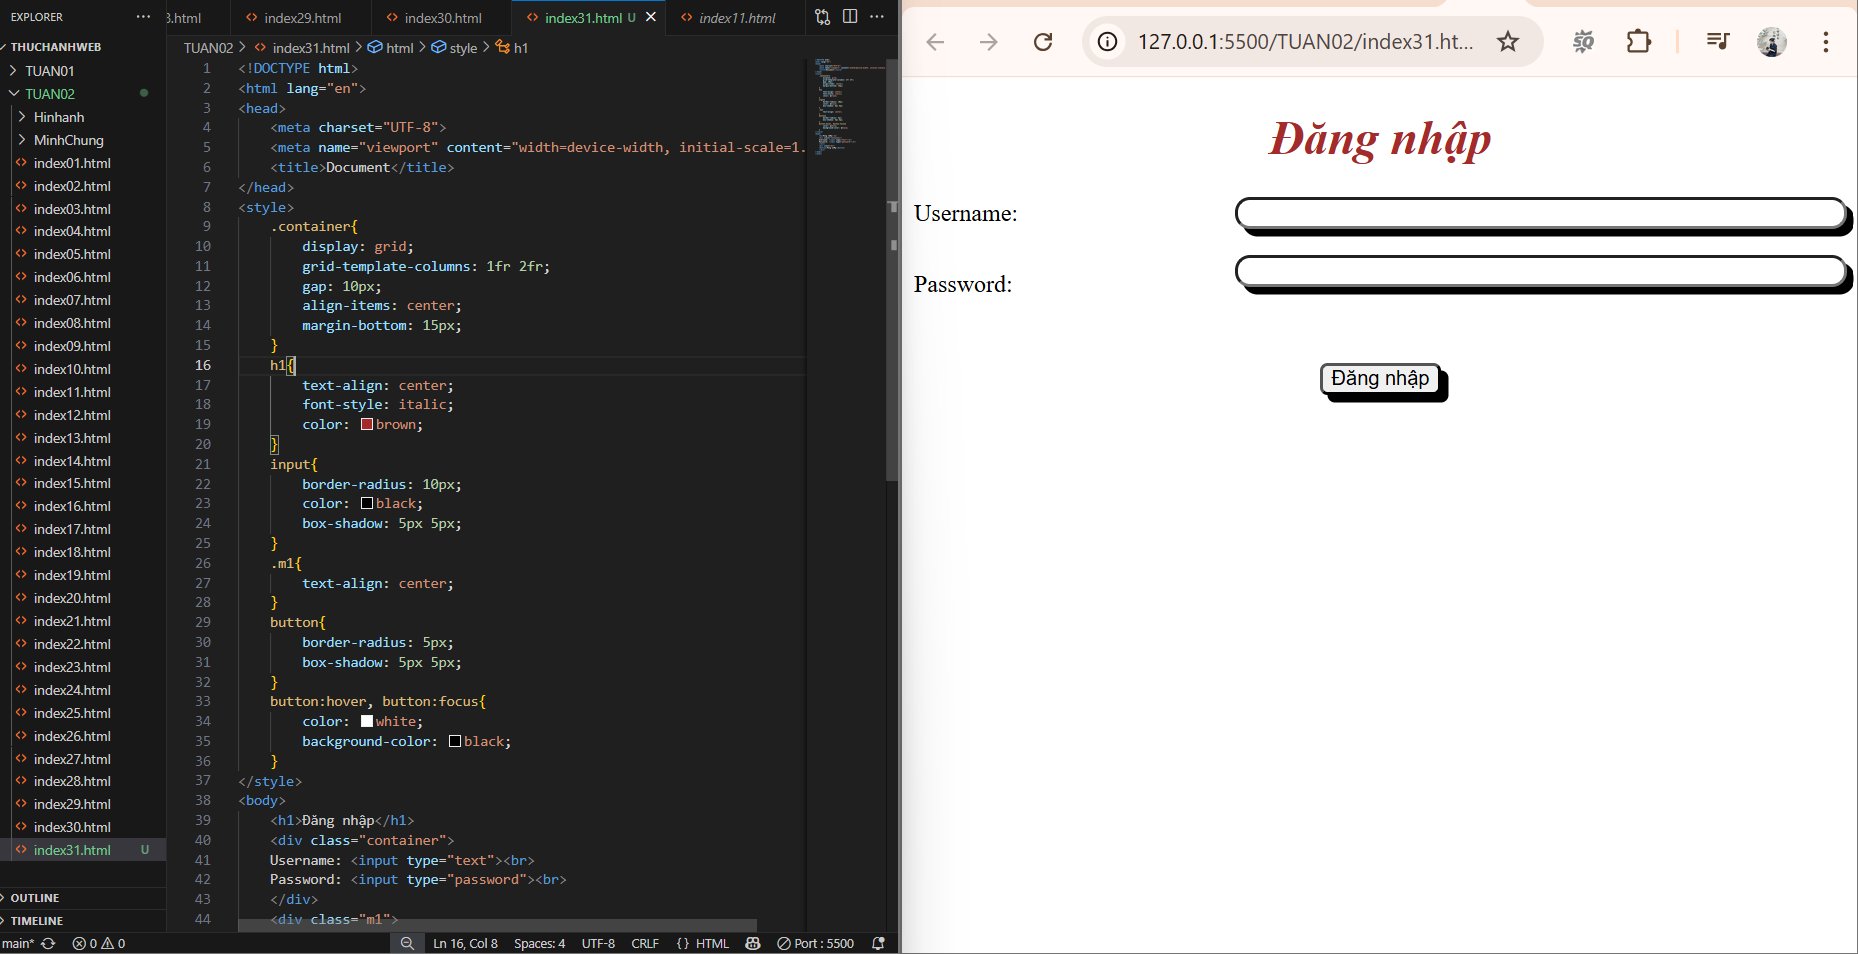 EXPLORER
THUCHANHWEB
TUAN01
TUAN02
Hinhanh
MinhChung
index01.html
index02.html
index03.html
index04.html
index05.html
index06.html
index07.html
index08.html
index09.html
index10.html
index11.html
index12.html
index13.html
index14.html
index15.html
index16.html
index17.html
index18.html
index19.html
index20.html
index21.html
index22.html
index23.html
index24.html
index25.html
index26.html
index27.html
index28.html
index29.html
index30.html
index31.html U
OUTLINE
TIMELINE
3.html index29.html index30.html index31.html U index11.html
TUAN02 > index31.html > html > style > h1
1 <!DOCTYPE html>
2 <html lang="en">
3 <head>
4 <meta charset="UTF-8">
5 <meta name="viewport" content="width=device-width, initial-scale=1.
6 <title>Document</title>
7 </head>
8 <style>
9 .container{
10 display: grid;
11 grid-template-columns: 1fr 2fr;
12 gap: 10px;
13 align-items: center;
14 margin-bottom: 15px;
15 }
16 h1{
17 text-align: center;
18 font-style: italic;
19 color: brown;
20 }
21 input{
22 border-radius: 10px;
23 color: black;
24 box-shadow: 5px 5px;
25 }
26 .m1{
27 text-align: center;
28 }
29 button{
30 border-radius: 5px;
31 box-shadow: 5px 5px;
32 }
33 button:hover, button:focus{
34 color: white;
35 background-color: black;
36 }
37 </style>
38 <body>
39 <h1>Đăng nhập</h1>
40 <div class="container">
41 Username: <input type="text"><br>
42 Password: <input type="password"><br>
43 </div>
44 <div class="m1">
main* 0 0 Ln 16, Col 8 Spaces: 4 UTF-8 CRLF {} HTML Port : 5500
127.0.0.1:5500/TUAN02/index31.ht...
Đăng nhập
Username:
Password:
Đăng nhập